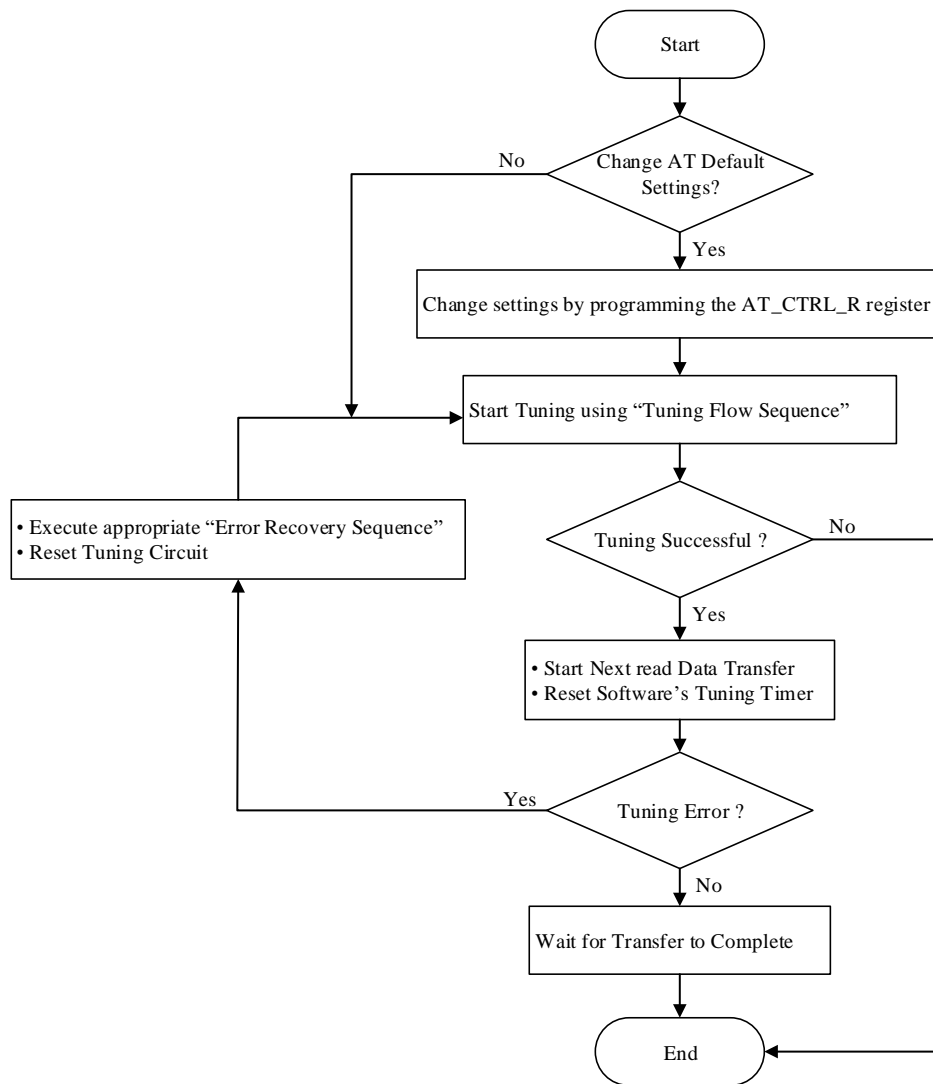 Start
Change AT Default
Settings?
No
Yes
Change settings by programming the AT_CTRL_R register
Start Tuning using “Tuning Flow Sequence”
• Execute appropriate “Error Recovery Sequence”
• Reset Tuning Circuit
Tuning Successful ?
No
Yes
• Start Next read Data Transfer
• Reset Software’s Tuning Timer
Yes
Tuning Error ?
No
Wait for Transfer to Complete
End